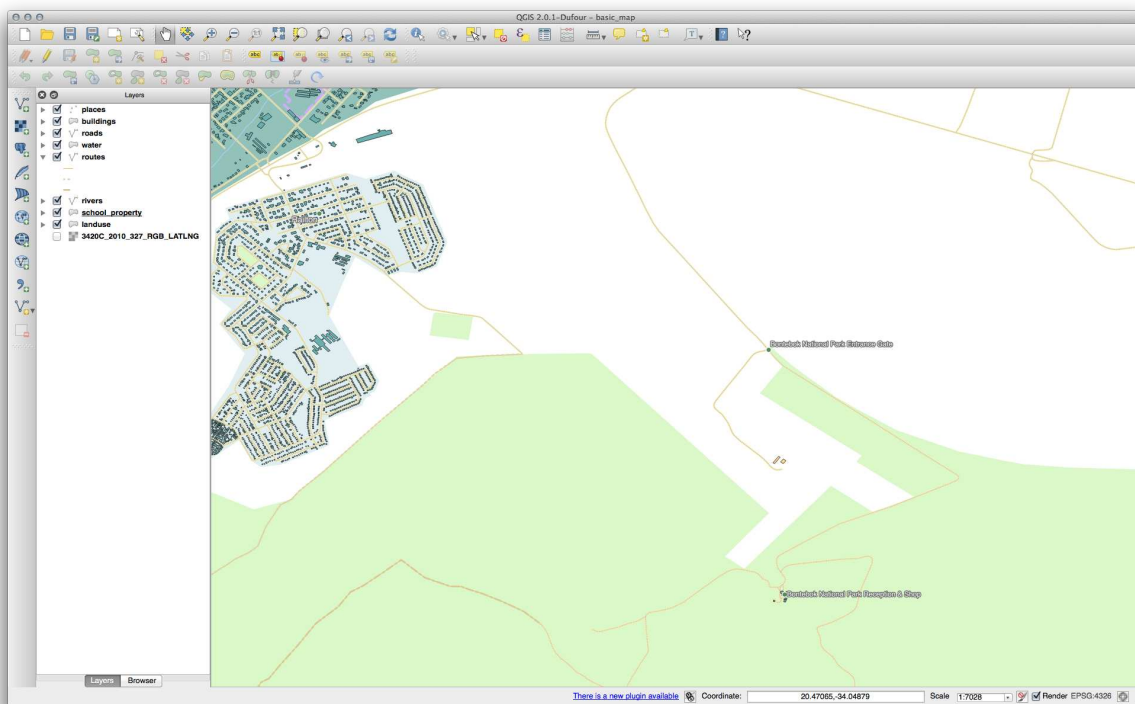 QGIS 2.0.1-Dufour - basic_map
Layers
places
buildings
roads
water
routes
rivers
school_property
landuse
3420C_2010_327_RGB_LATLNG
Railton
Bontebok National Park Entrance Gate
Bontebok National Park Reception & Shop
Layers Browser
There is a new plugin available Coordinate: 20.47065,-34.04879 Scale 1:7028 Render EPSG:4326